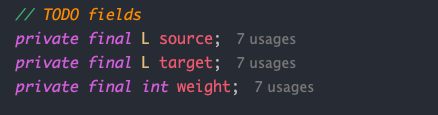 // TODO fields
private final L source;  7 usages
private final L target;  7 usages
private final int weight;  7 usages